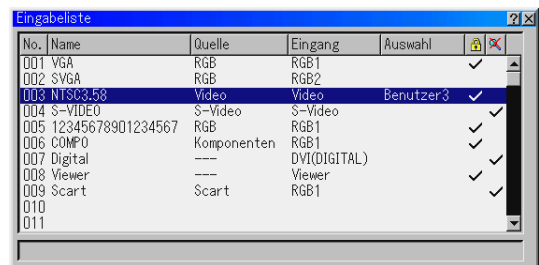 Eingabeliste
No. Name Quelle Eingang Auswahl
001 VGA RGB RGB1
002 SVGA RGB RGB2
003 NTSC3.58 Video Video Benutzer3
004 S-VIDEO S-Video S-Video
005 12345678901234567 RGB RGB1
006 COMPO Komponenten RGB1
007 Digital --- DVI(DIGITAL)
008 Viewer --- Viewer
009 Scart Scart RGB1
010
011